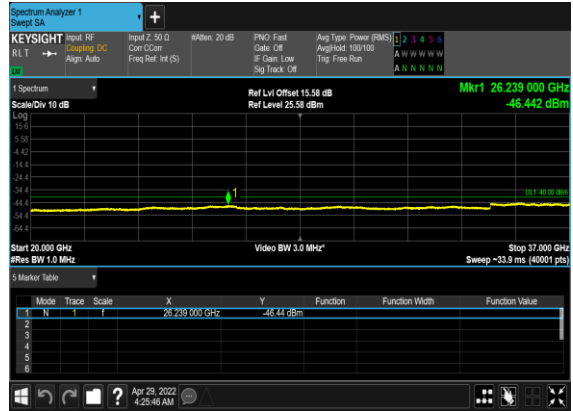 Spectrum Analyzer 1
Swept SA
+
KEYSIGHT Input: RF Input Z: 50 Ω #Atten: 20 dB PNO: Fast Avg Type: Power (RMS) 1 2 3 4 5 6
RLT Coupling: DC Corr CCorr Gate: Off Avg|Hold: 100/100 A W W W W W
Align: Auto Freq Ref: Int (S) IF Gain: Low Trig: Free Run
Sig Track: Off A N N N N N
LNI
1 Spectrum Ref Lvl Offset 15.58 dB Mkr1 26.239 000 GHz
Scale/Div 10 dB Ref Level 25.58 dBm -46.442 dBm
Log
15.6
5.58
-4.42
-14.4
-24.4
-34.4
1
DL1 -40.00 dBm
-44.4
-54.4
-64.4
Start 20.000 GHz Video BW 3.0 MHz* Stop 37.000 GHz
#Res BW 1.0 MHz Sweep ~33.9 ms (40001 pts)
5 Marker Table
Mode Trace Scale X Y Function Function Width Function Value
1 N 1 f 26.239 000 GHz -46.44 dBm
2
3
4
5
6
? Apr 29, 2022
4:25:46 AM